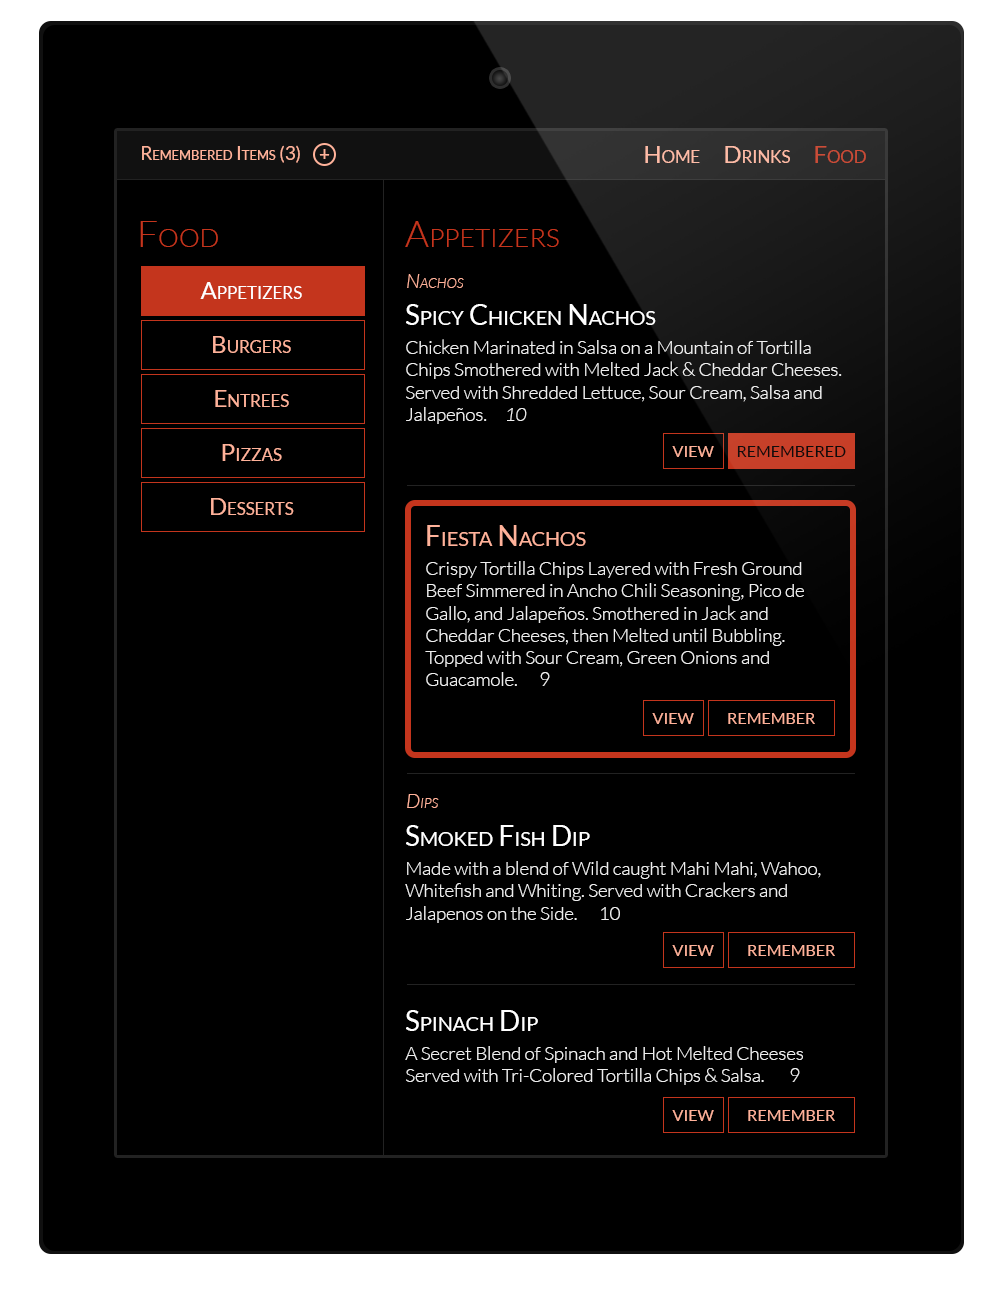 Remembered Items (3) +
Home Drinks Food
Food
Appetizers
Burgers
Entrees
Pizzas
Desserts
Appetizers
Nachos
Spicy Chicken Nachos
Chicken Marinated in Salsa on a Mountain of Tortilla
Chips Smothered with Melted Jack & Cheddar Cheeses.
Served with Shredded Lettuce, Sour Cream, Salsa and
Jalapeños. 10
VIEW REMEMBERED
Fiesta Nachos
Crispy Tortilla Chips Layered with Fresh Ground
Beef Simmered in Ancho Chili Seasoning, Pico de
Gallo, and Jalapeños. Smothered in Jack and
Cheddar Cheeses, then Melted until Bubbling.
Topped with Sour Cream, Green Onions and
Guacamole. 9
VIEW REMEMBER
Dips
Smoked Fish Dip
Made with a blend of Wild caught Mahi Mahi, Wahoo,
Whitefish and Whiting. Served with Crackers and
Jalapenos on the Side. 10
VIEW REMEMBER
Spinach Dip
A Secret Blend of Spinach and Hot Melted Cheeses
Served with Tri-Colored Tortilla Chips & Salsa. 9
VIEW REMEMBER